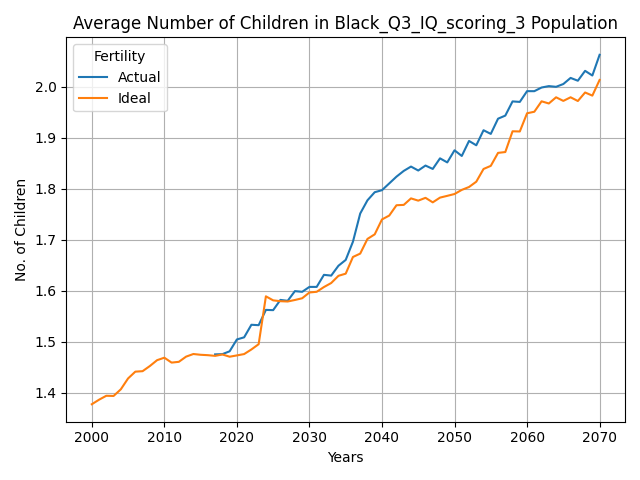 Average Number of Children in Black_Q3_IQ_scoring_3 Population
Fertility
Actual
Ideal
No. of Children
2.0
1.9
1.8
1.7
1.6
1.5
1.4
2000 2010 2020 2030 2040 2050 2060 2070
Years